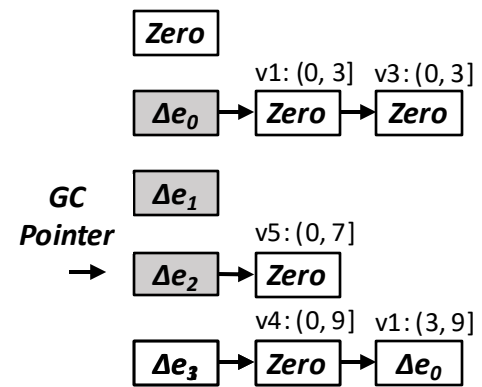 Zero
v1: (0, 3] v3: (0, 3]
Δe₀ Zero Zero
Δe₁
GC
Pointer
v5: (0, 7]
Δe₂ Zero
v4: (0, 9] v1: (3, 9]
Δe₃ Zero Δe₀